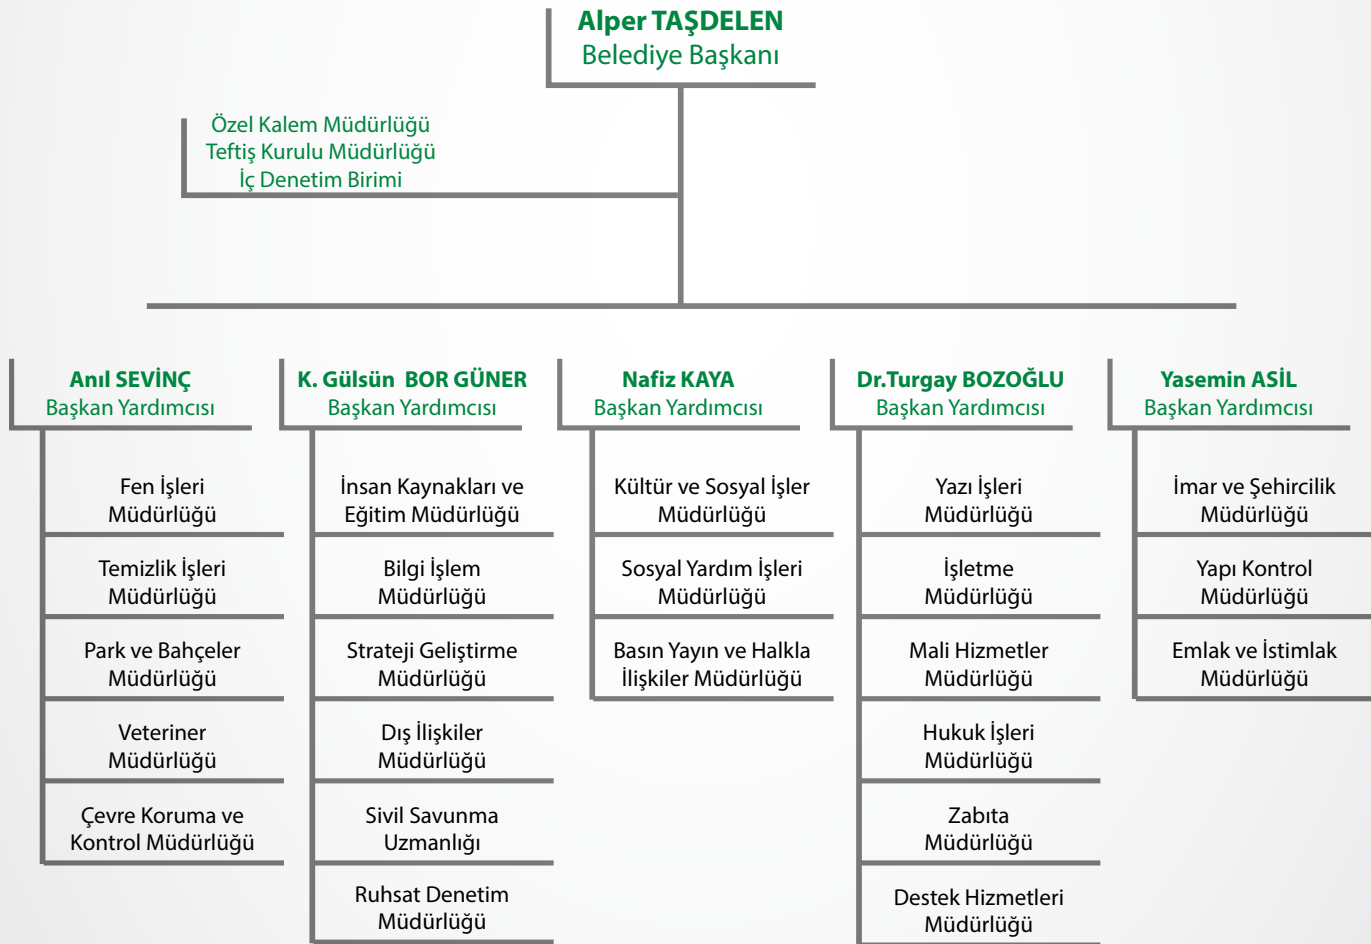 Alper TAŞDELEN
Belediye Başkanı
Özel Kalem Müdürlüğü
Teftiş Kurulu Müdürlüğü
İç Denetim Birimi
Anıl SEVİNÇ
Başkan Yardımcısı
Fen İşleri
Müdürlüğü
Temizlik İşleri
Müdürlüğü
Park ve Bahçeler
Müdürlüğü
Veteriner
Müdürlüğü
Çevre Koruma ve
Kontrol Müdürlüğü
K. Gülsün BOR GÜNER
Başkan Yardımcısı
İnsan Kaynakları ve
Eğitim Müdürlüğü
Bilgi İşlem
Müdürlüğü
Strateji Geliştirme
Müdürlüğü
Dış İlişkiler
Müdürlüğü
Sivil Savunma
Uzmanlığı
Ruhsat Denetim
Müdürlüğü
Nafiz KAYA
Başkan Yardımcısı
Kültür ve Sosyal İşler
Müdürlüğü
Sosyal Yardım İşleri
Müdürlüğü
Basın Yayın ve Halkla
İlişkiler Müdürlüğü
Dr.Turgay BOZOĞLU
Başkan Yardımcısı
Yazı İşleri
Müdürlüğü
İşletme
Müdürlüğü
Mali Hizmetler
Müdürlüğü
Hukuk İşleri
Müdürlüğü
Zabıta
Müdürlüğü
Destek Hizmetleri
Müdürlüğü
Yasemin ASİL
Başkan Yardımcısı
İmar ve Şehircilik
Müdürlüğü
Yapı Kontrol
Müdürlüğü
Emlak ve İstimlak
Müdürlüğü